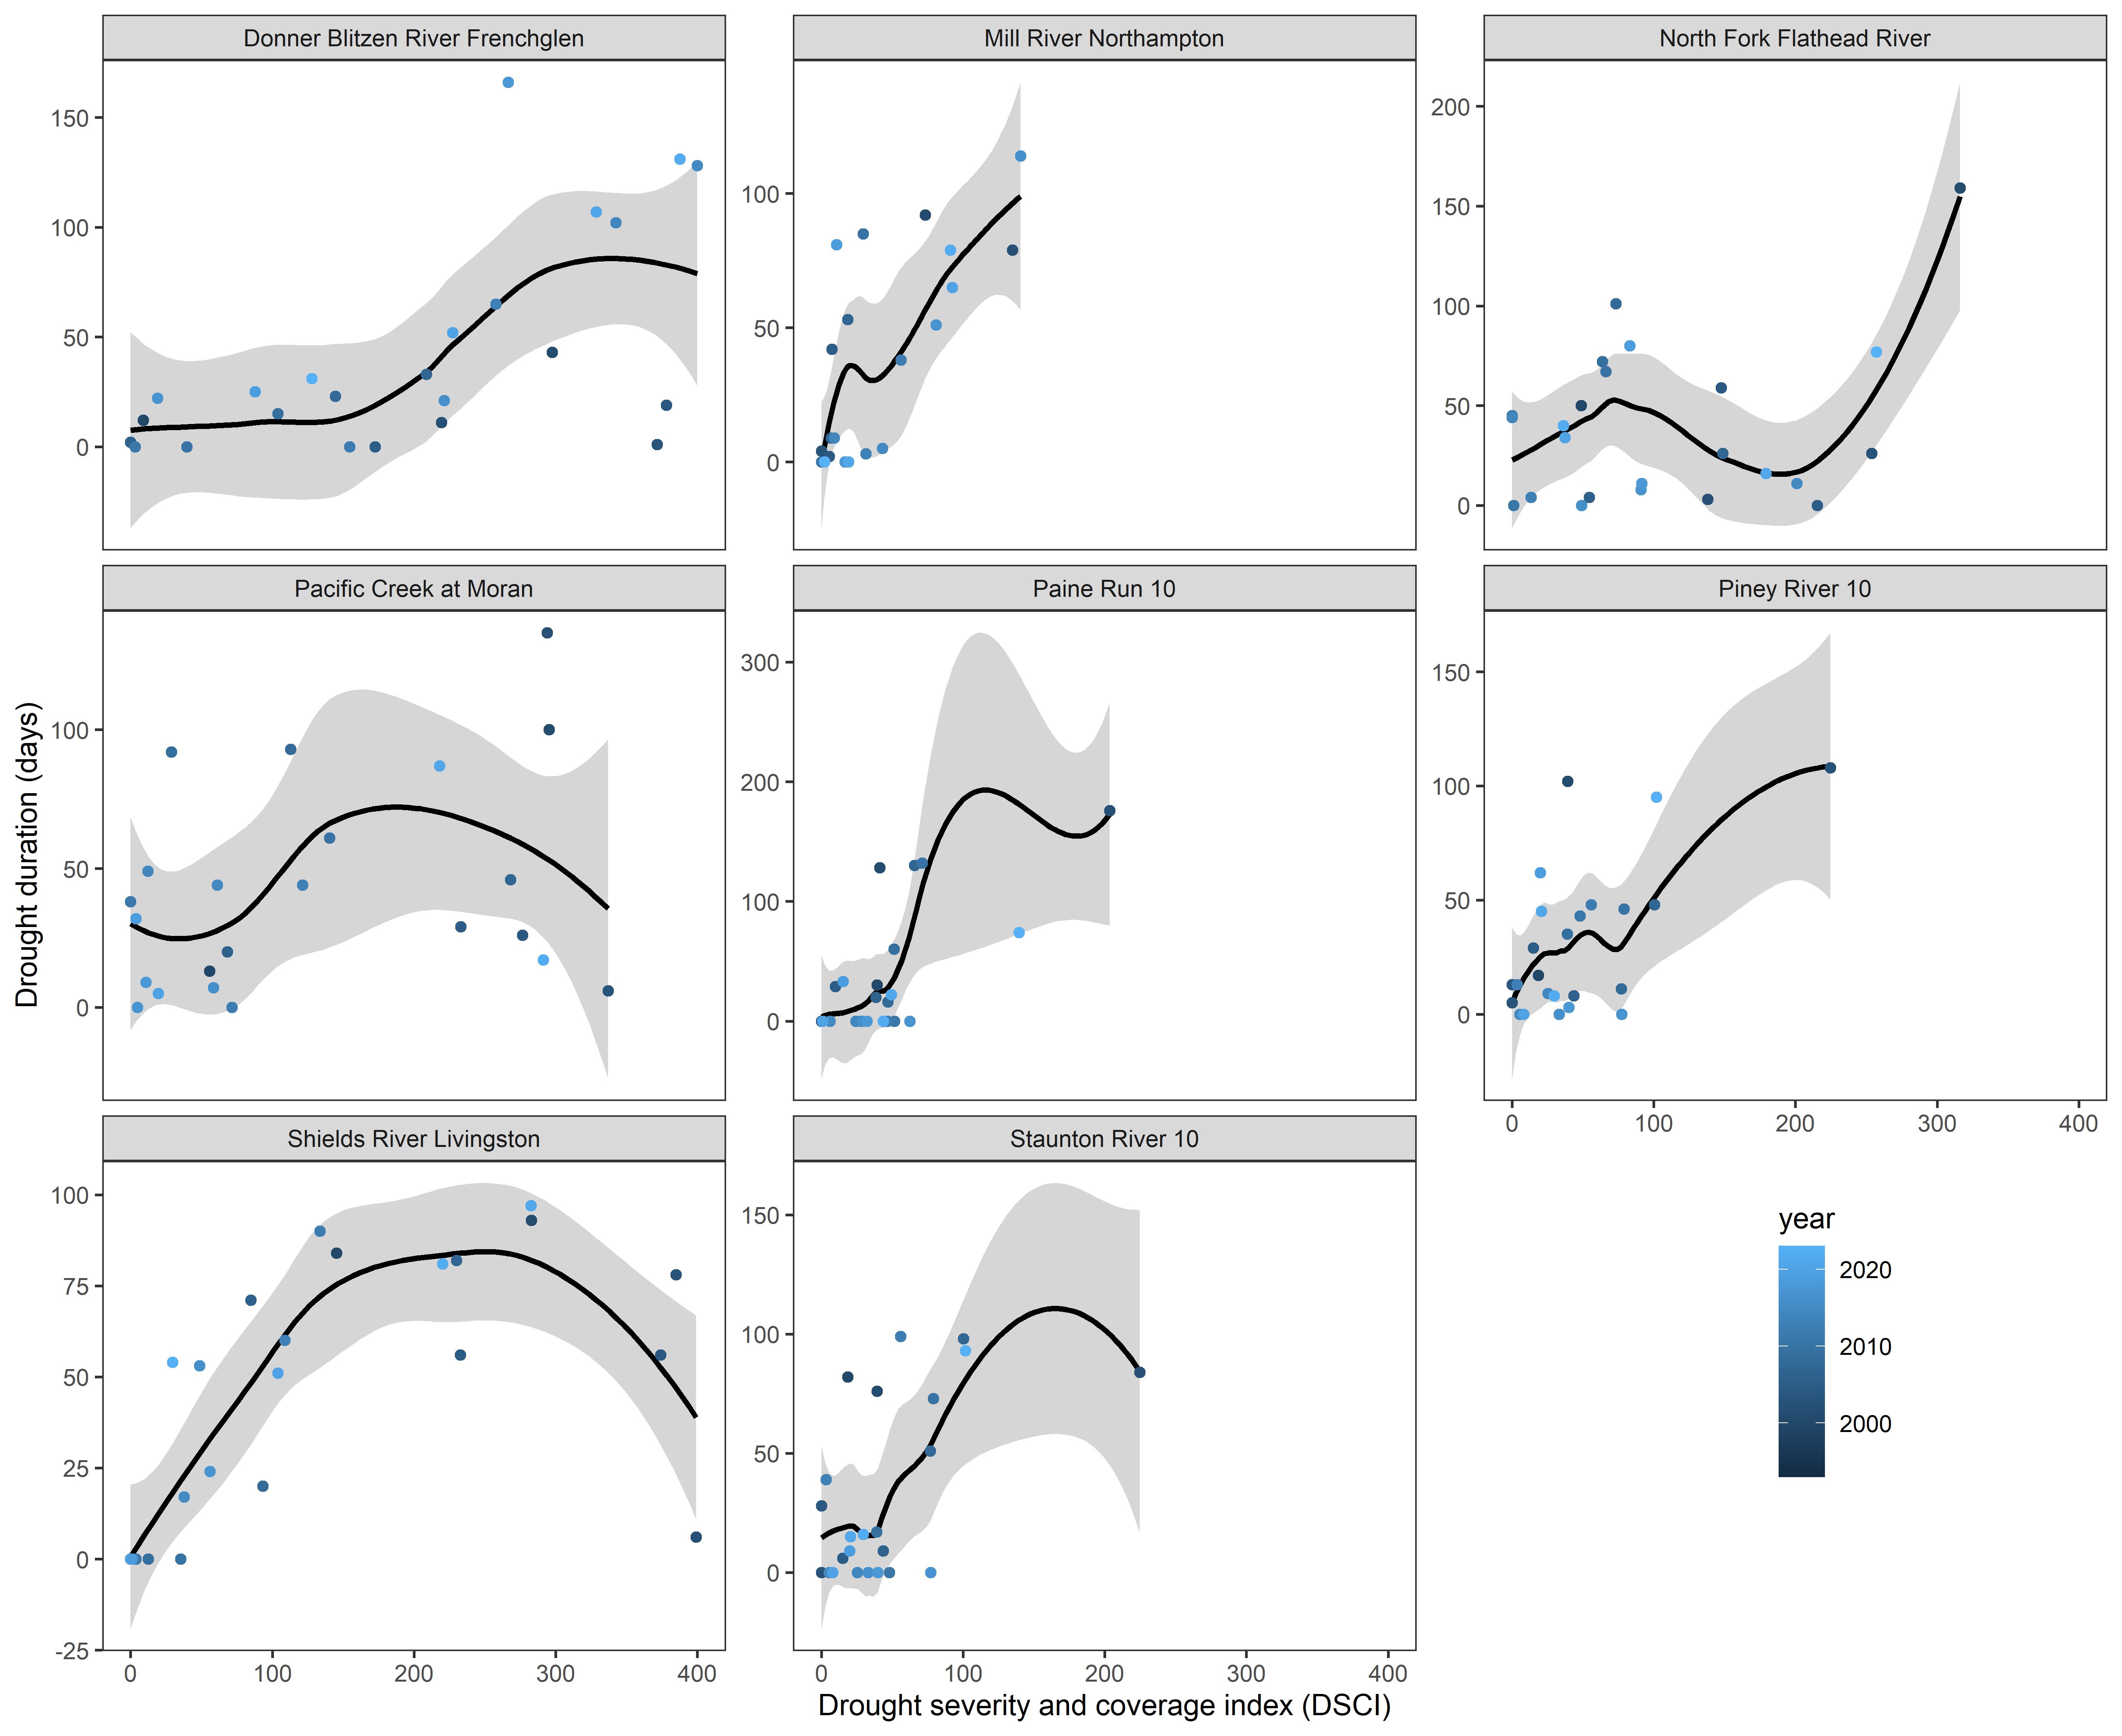 Donner Blitzen River Frenchglen
Mill River Northampton
North Fork Flathead River
150
100
50
0
100
50
0
200
150
100
50
0
Pacific Creek at Moran
Paine Run 10
Piney River 10
100
50
0
300
200
100
0
150
100
50
0
0 100 200 300 400
Drought duration (days)
Shields River Livingston
Staunton River 10
100
75
50
25
0
-25
0 100 200 300 400
150
100
50
0
0 100 200 300 400
Drought severity and coverage index (DSCI)
year
2020
2010
2000